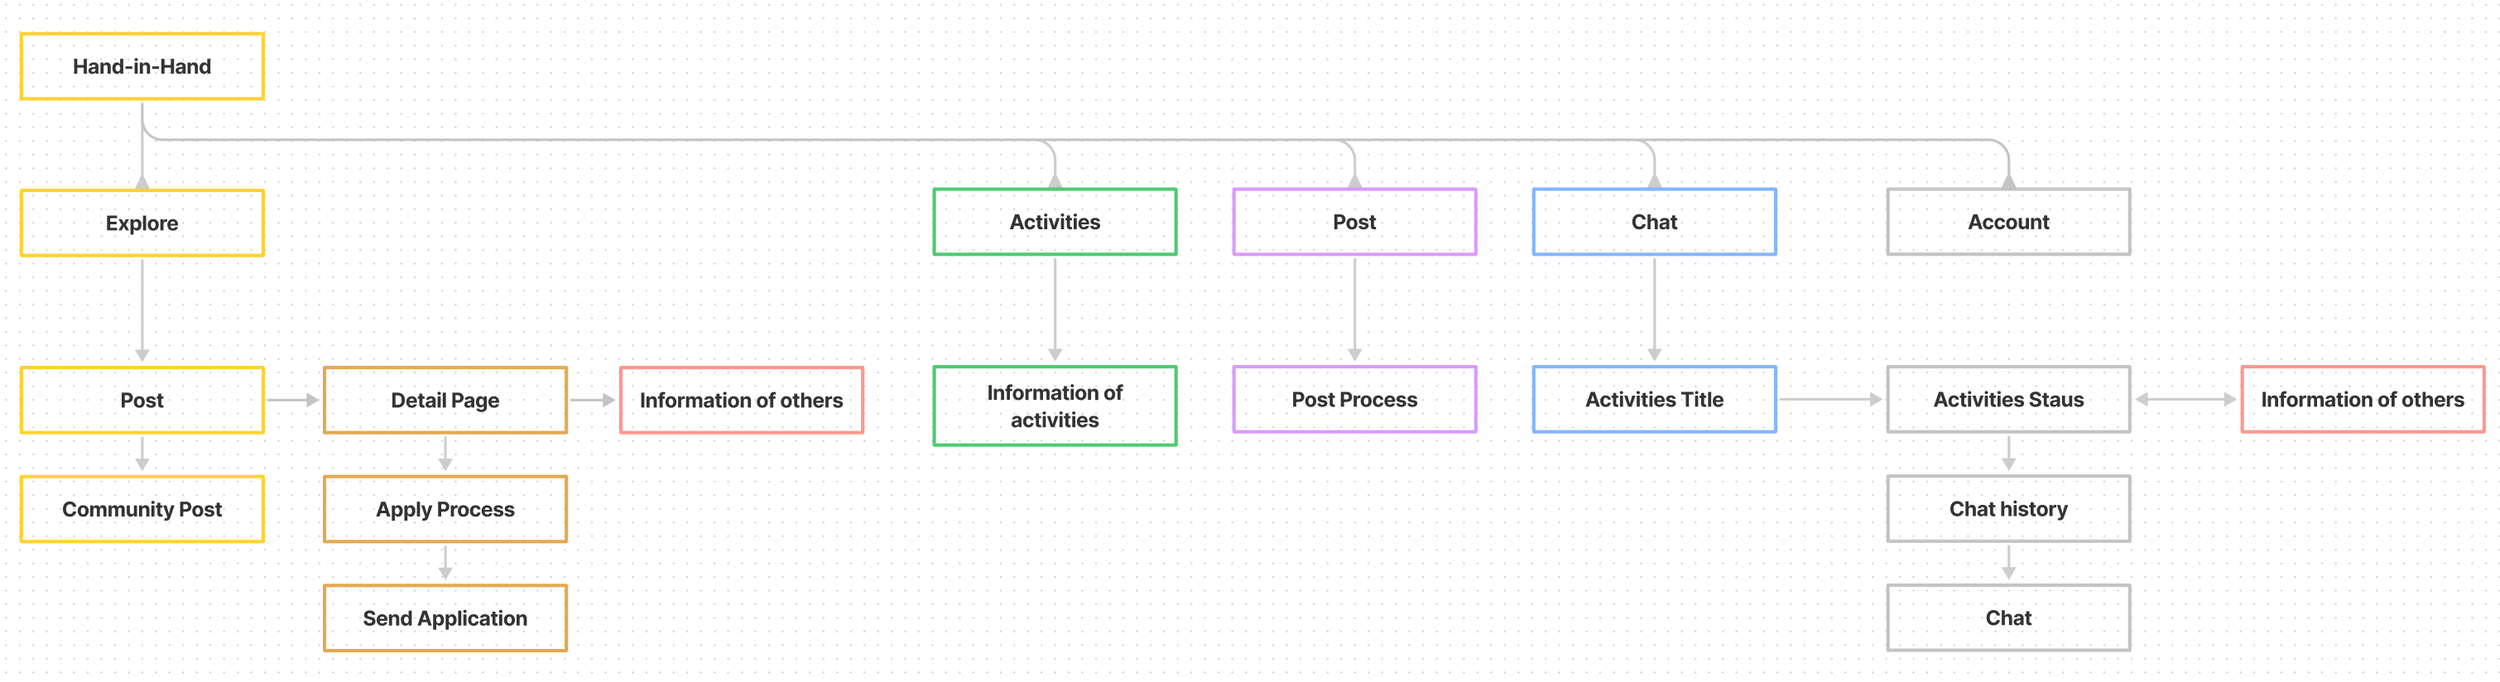 Hand-in-Hand
Explore
Activities
Post
Chat
Account
Post
Detail Page
Information of others
Information of
activities
Post Process
Activities Title
Activities Staus
Information of others
Community Post
Apply Process
Chat history
Send Application
Chat